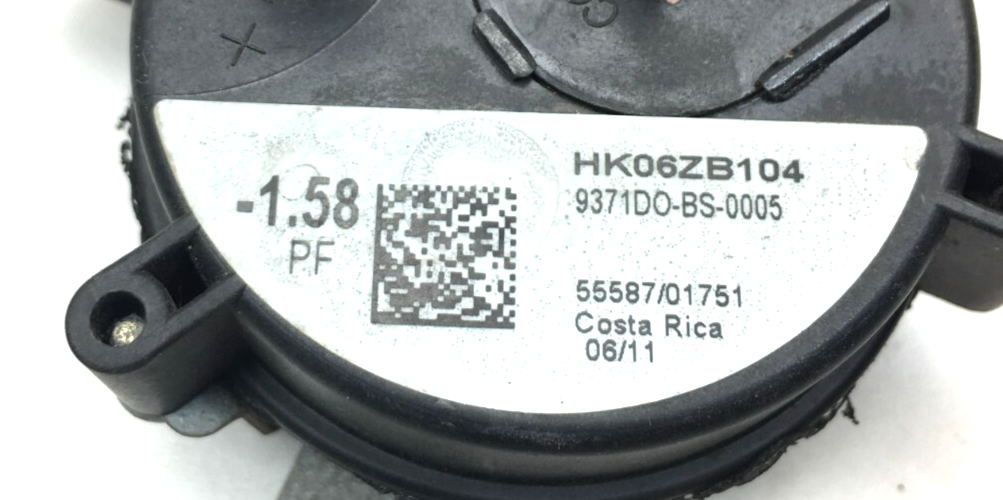 -1.58
PF
HK06ZB104
9371DO-BS-0005
55587/01751
Costa Rica
06/11